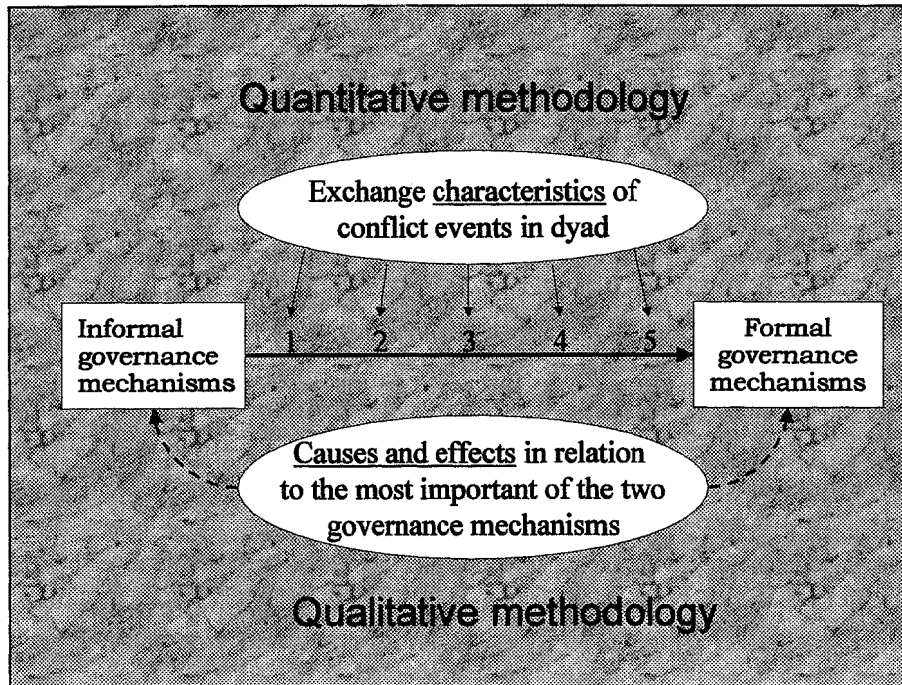 Quantitative methodology
Exchange characteristics of
conflict events in dyad
Informal
governance
mechanisms
1 2 3 4 5
Formal
governance
mechanisms
Causes and effects in relation
to the most important of the two
governance mechanisms
Qualitative methodology